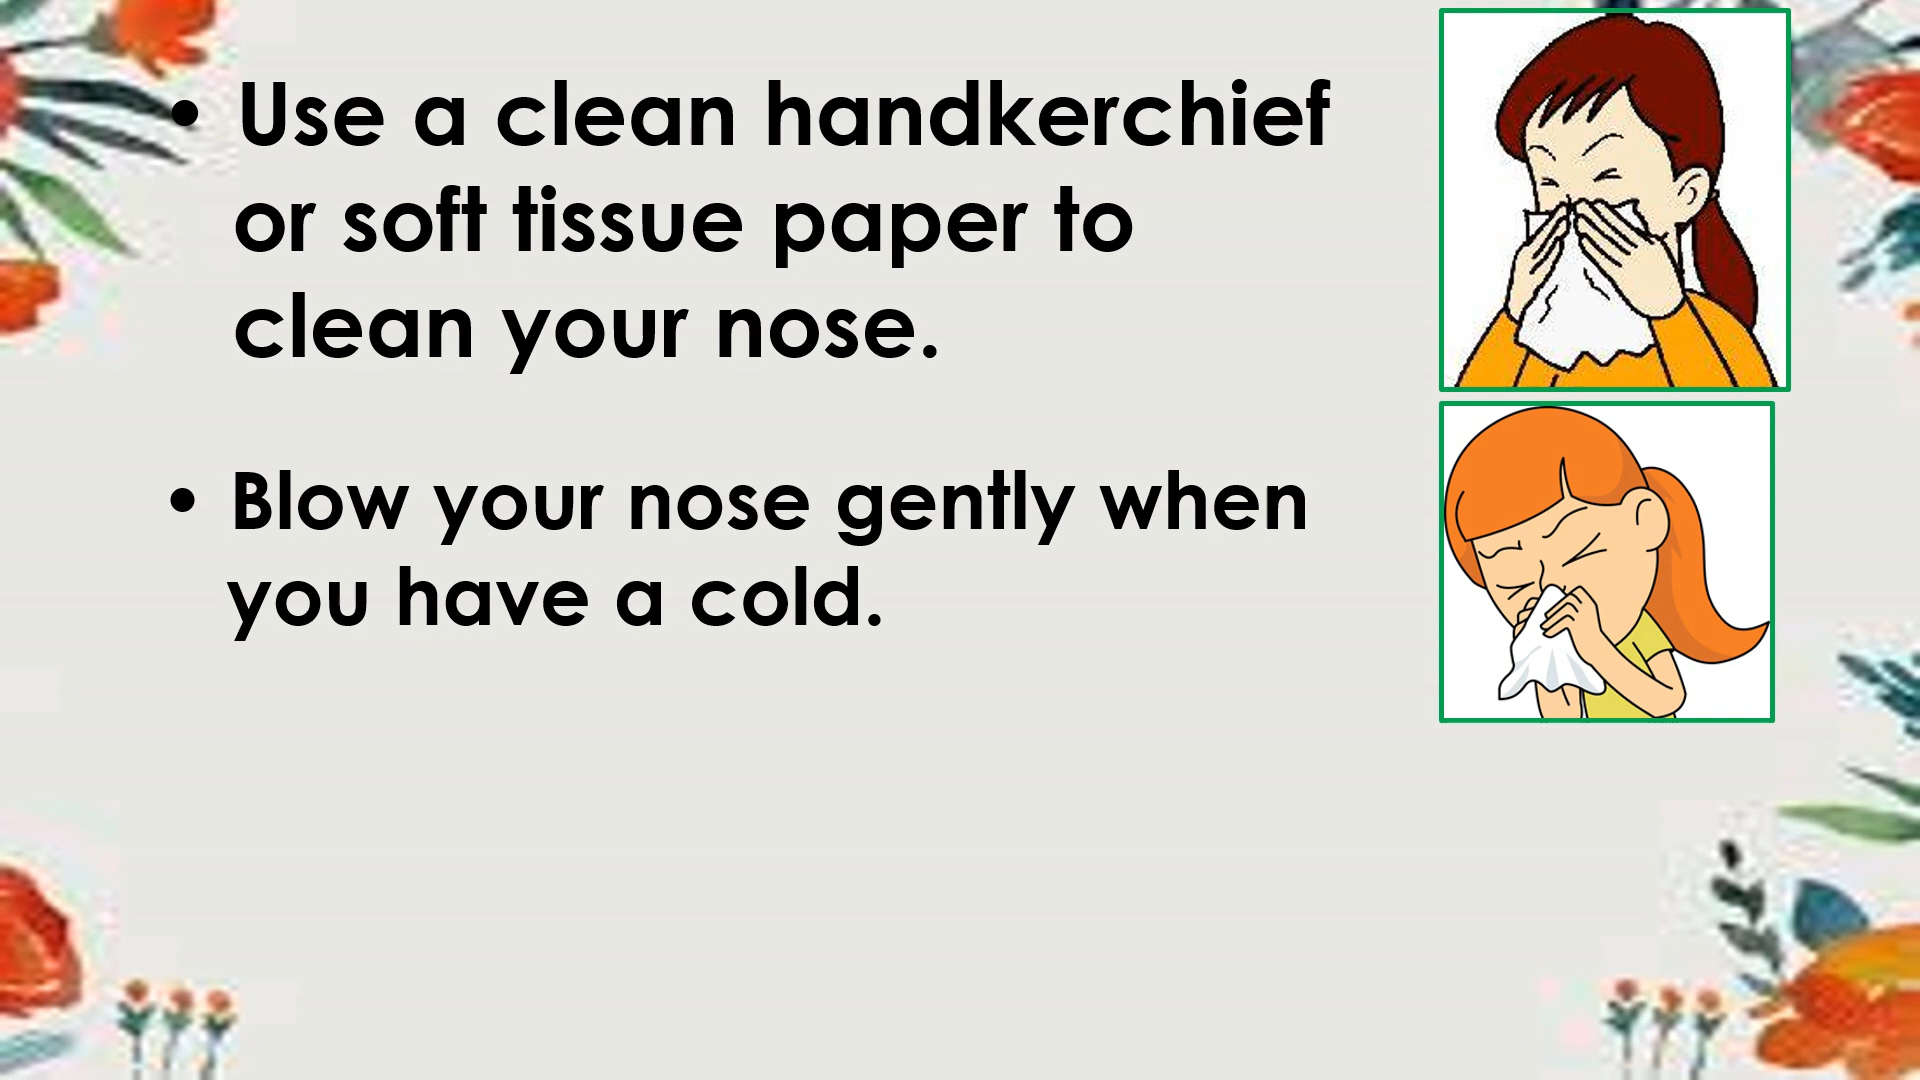 • Use a clean handkerchief
or soft tissue paper to
clean your nose.
• Blow your nose gently when
you have a cold.